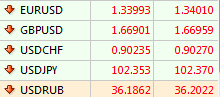 EURUSD 1.33993 1.34010
GBPUSD 1.66901 1.66959
USDCHF 0.90235 0.90270
USDJPY 102.353 102.370
USDRUB 36.1862 36.2022